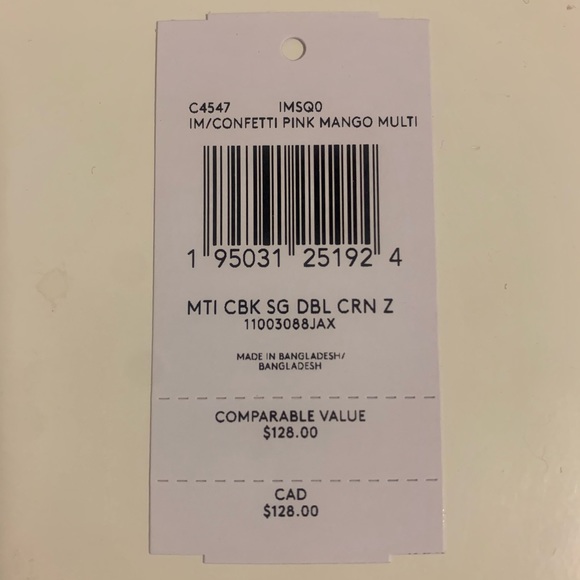 C4547 IMSQ0
IM/CONFETTI PINK MANGO MULTI
1 95031 25192 4
MTI CBK SG DBL CRN Z
11003088JAX
MADE IN BANGLADESH/
BANGLADESH
COMPARABLE VALUE
$128.00
CAD
$128.00